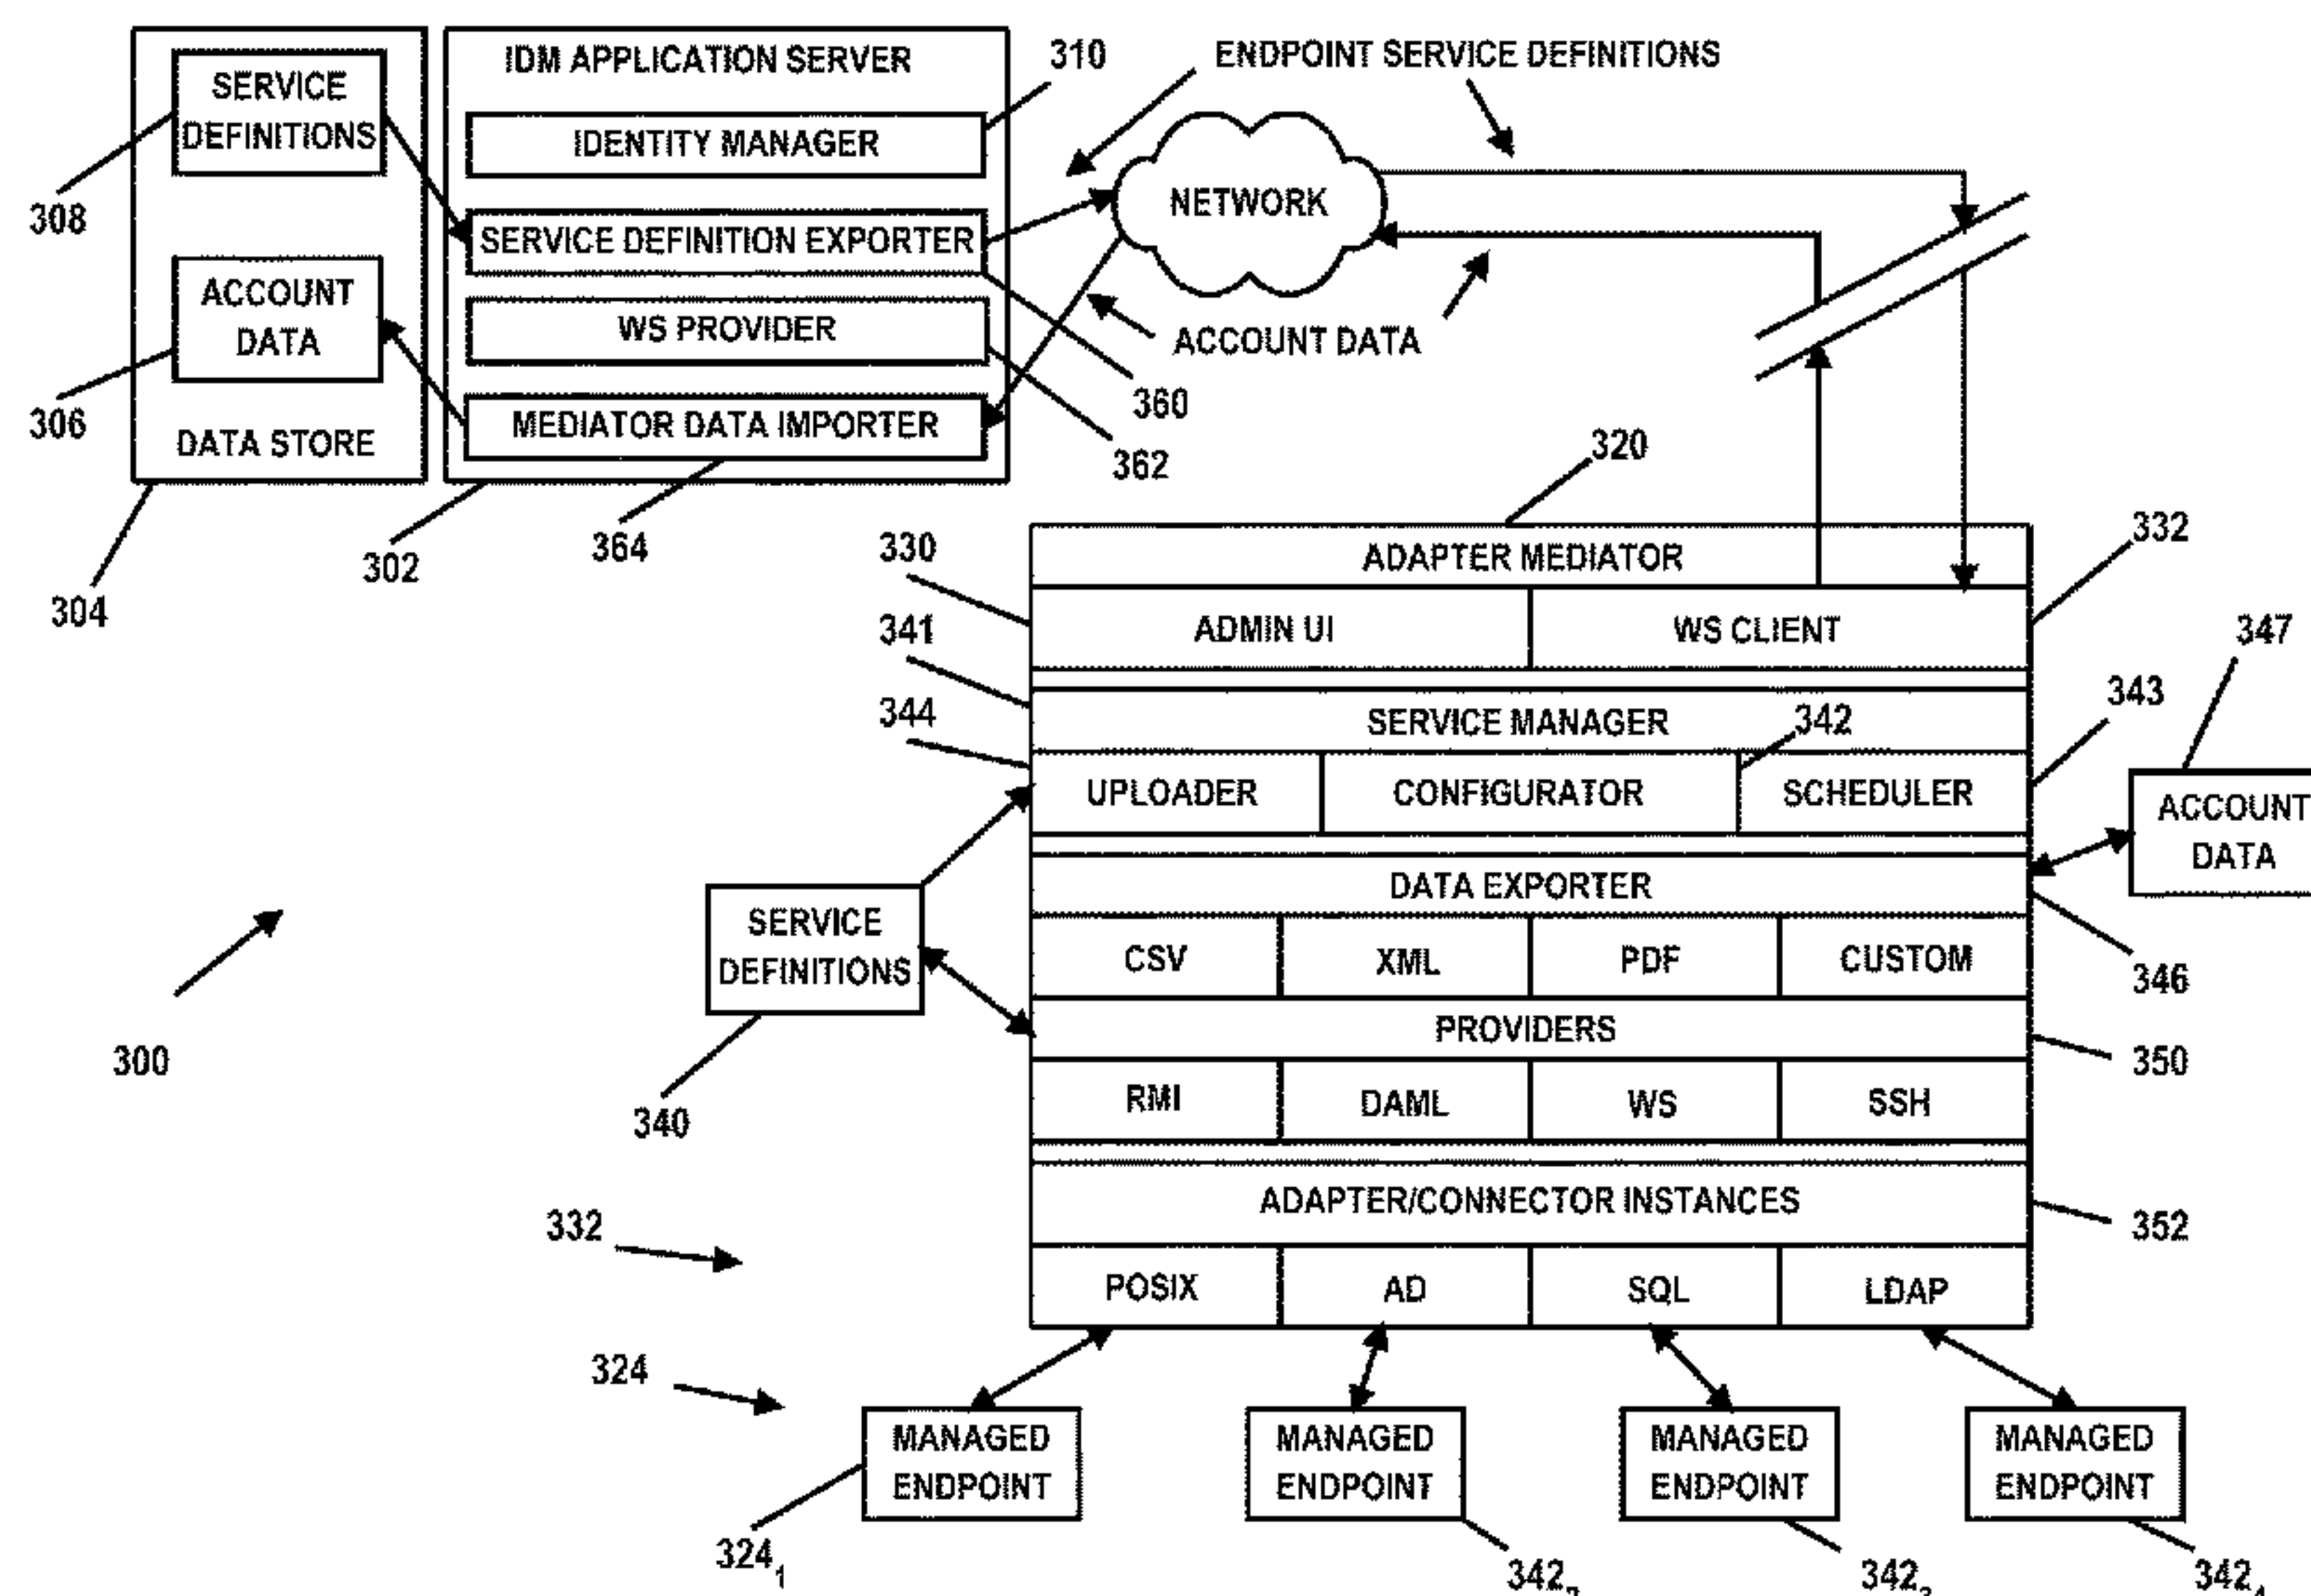 IDM APPLICATION SERVER
310
ENDPOINT SERVICE DEFINITIONS
SERVICE
DEFINITIONS
IDENTITY MANAGER
NETWORK
308
SERVICE DEFINITION EXPORTER
ACCOUNT
DATA
WS PROVIDER
ACCOUNT DATA
360
306
DATA STORE
MEDIATOR DATA IMPORTER
362
320
304
302
364
330
ADAPTER MEDIATOR
332
341
ADMIN UI
WS CLIENT
347
344
SERVICE MANAGER
342
343
UPLOADER
CONFIGURATOR
SCHEDULER
ACCOUNT
DATA
DATA EXPORTER
SERVICE
DEFINITIONS
CSV
XML
PDF
CUSTOM
346
300
PROVIDERS
350
340
RMI
DAML
WS
SSH
332
ADAPTER/CONNECTOR INSTANCES
352
POSIX
AD
SQL
LDAP
324
MANAGED
ENDPOINT
MANAGED
ENDPOINT
MANAGED
ENDPOINT
MANAGED
ENDPOINT
324₁
342₂
342₃
342₄